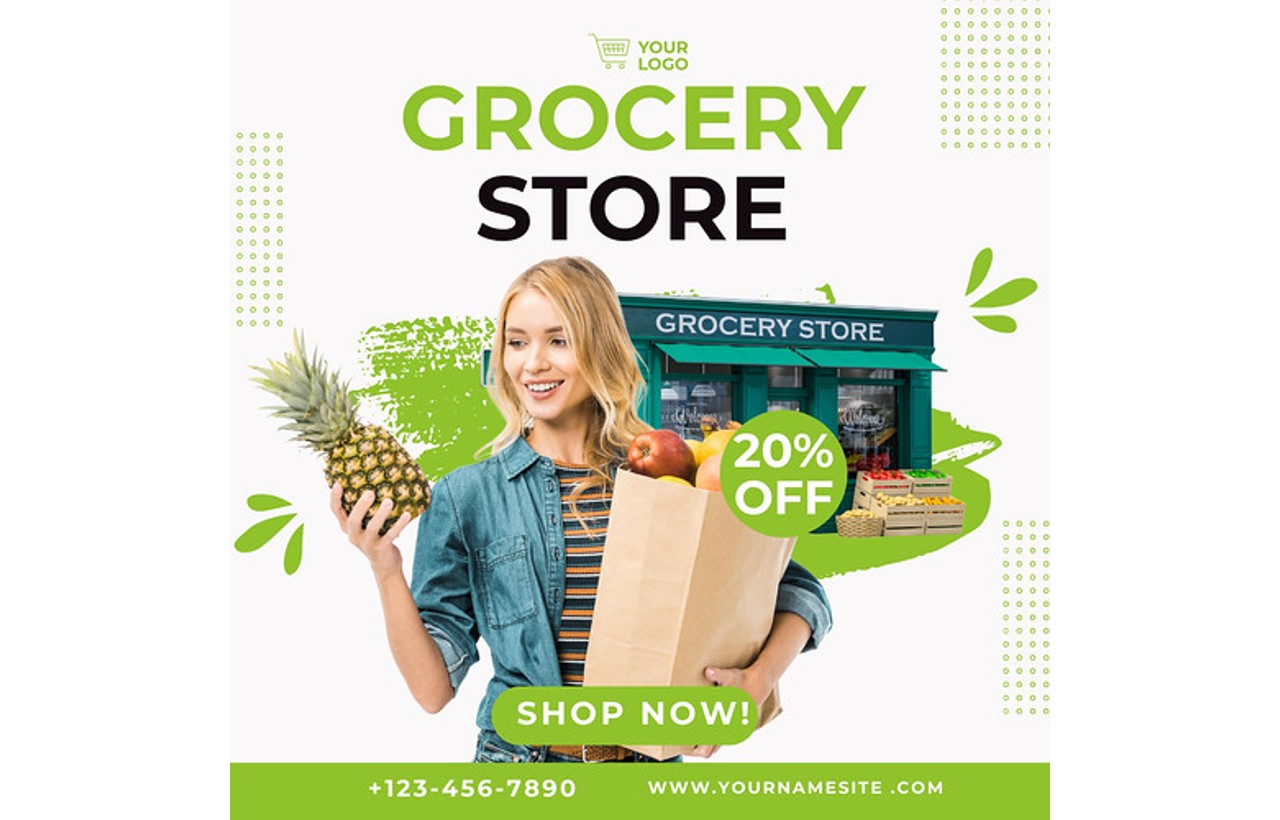 YOUR
LOGO
GROCERY
STORE
GROCERY STORE
20%
OFF
SHOP NOW!
+123-456-7890
WWW.YOURNAMESITE .COM